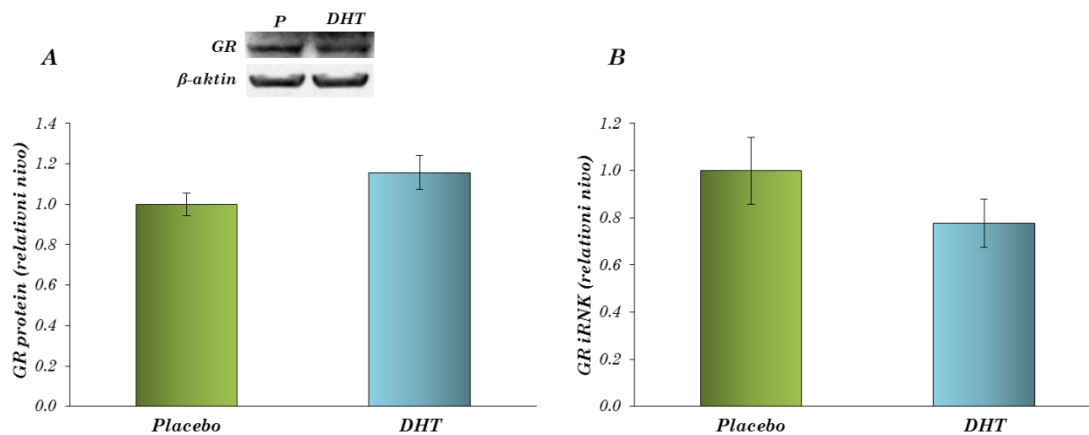 P DHT
A
GR
β-aktin
GR protein (relativni nivo)
1.4
1.2
1.0
0.8
0.6
0.4
0.2
0.0
Placebo DHT
B
GR iRNK (relativni nivo)
1.2
1.0
0.8
0.6
0.4
0.2
0.0
Placebo DHT